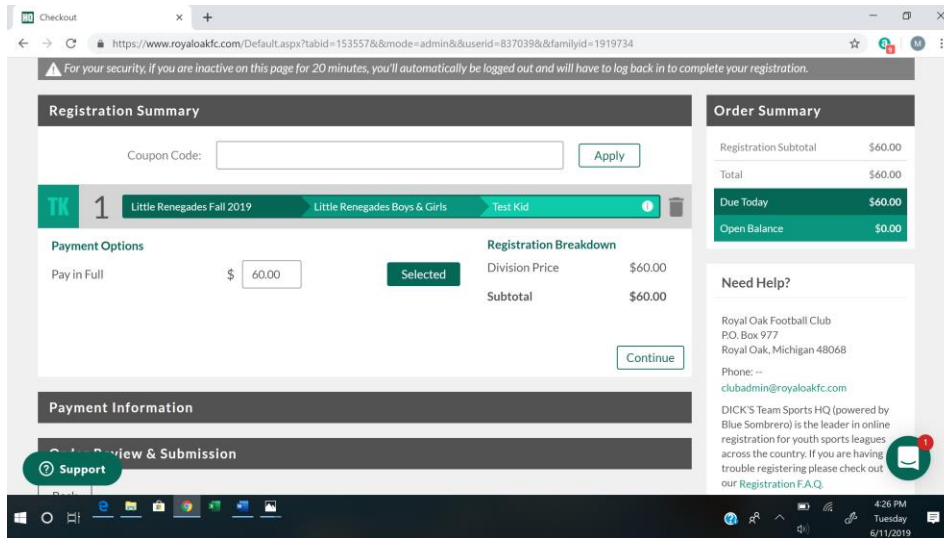 HQ Checkout
https://www.royaloakfc.com/Default.aspx?tabid=153557&&mode=admin&&userid=837039&&familyid=1919734
9
M
For your security, if you are inactive on this page for 20 minutes, you'll automatically be logged out and will have to log back in to complete your registration.
Registration Summary
Coupon Code:
Apply
TK 1 Little Renegades Fall 2019 Little Renegades Boys & Girls Test Kid
Payment Options
Pay in Full $ 60.00 Selected
Registration Breakdown
Division Price $60.00
Subtotal $60.00
Continue
Payment Information
Review & Submission
Support
Order Summary
Registration Subtotal $60.00
Total $60.00
Due Today $60.00
Open Balance $0.00
Need Help?
Royal Oak Football Club
P.O. Box 977
Royal Oak, Michigan 48068
Phone: --
clubadmin@royaloakfc.com
DICK'S Team Sports HQ (powered by
Blue Sombrero) is the leader in online
registration for youth sports leagues
across the country. If you are having
trouble registering please check out
our Registration F.A.Q.
1
4:26 PM
Tuesday
6/11/2019